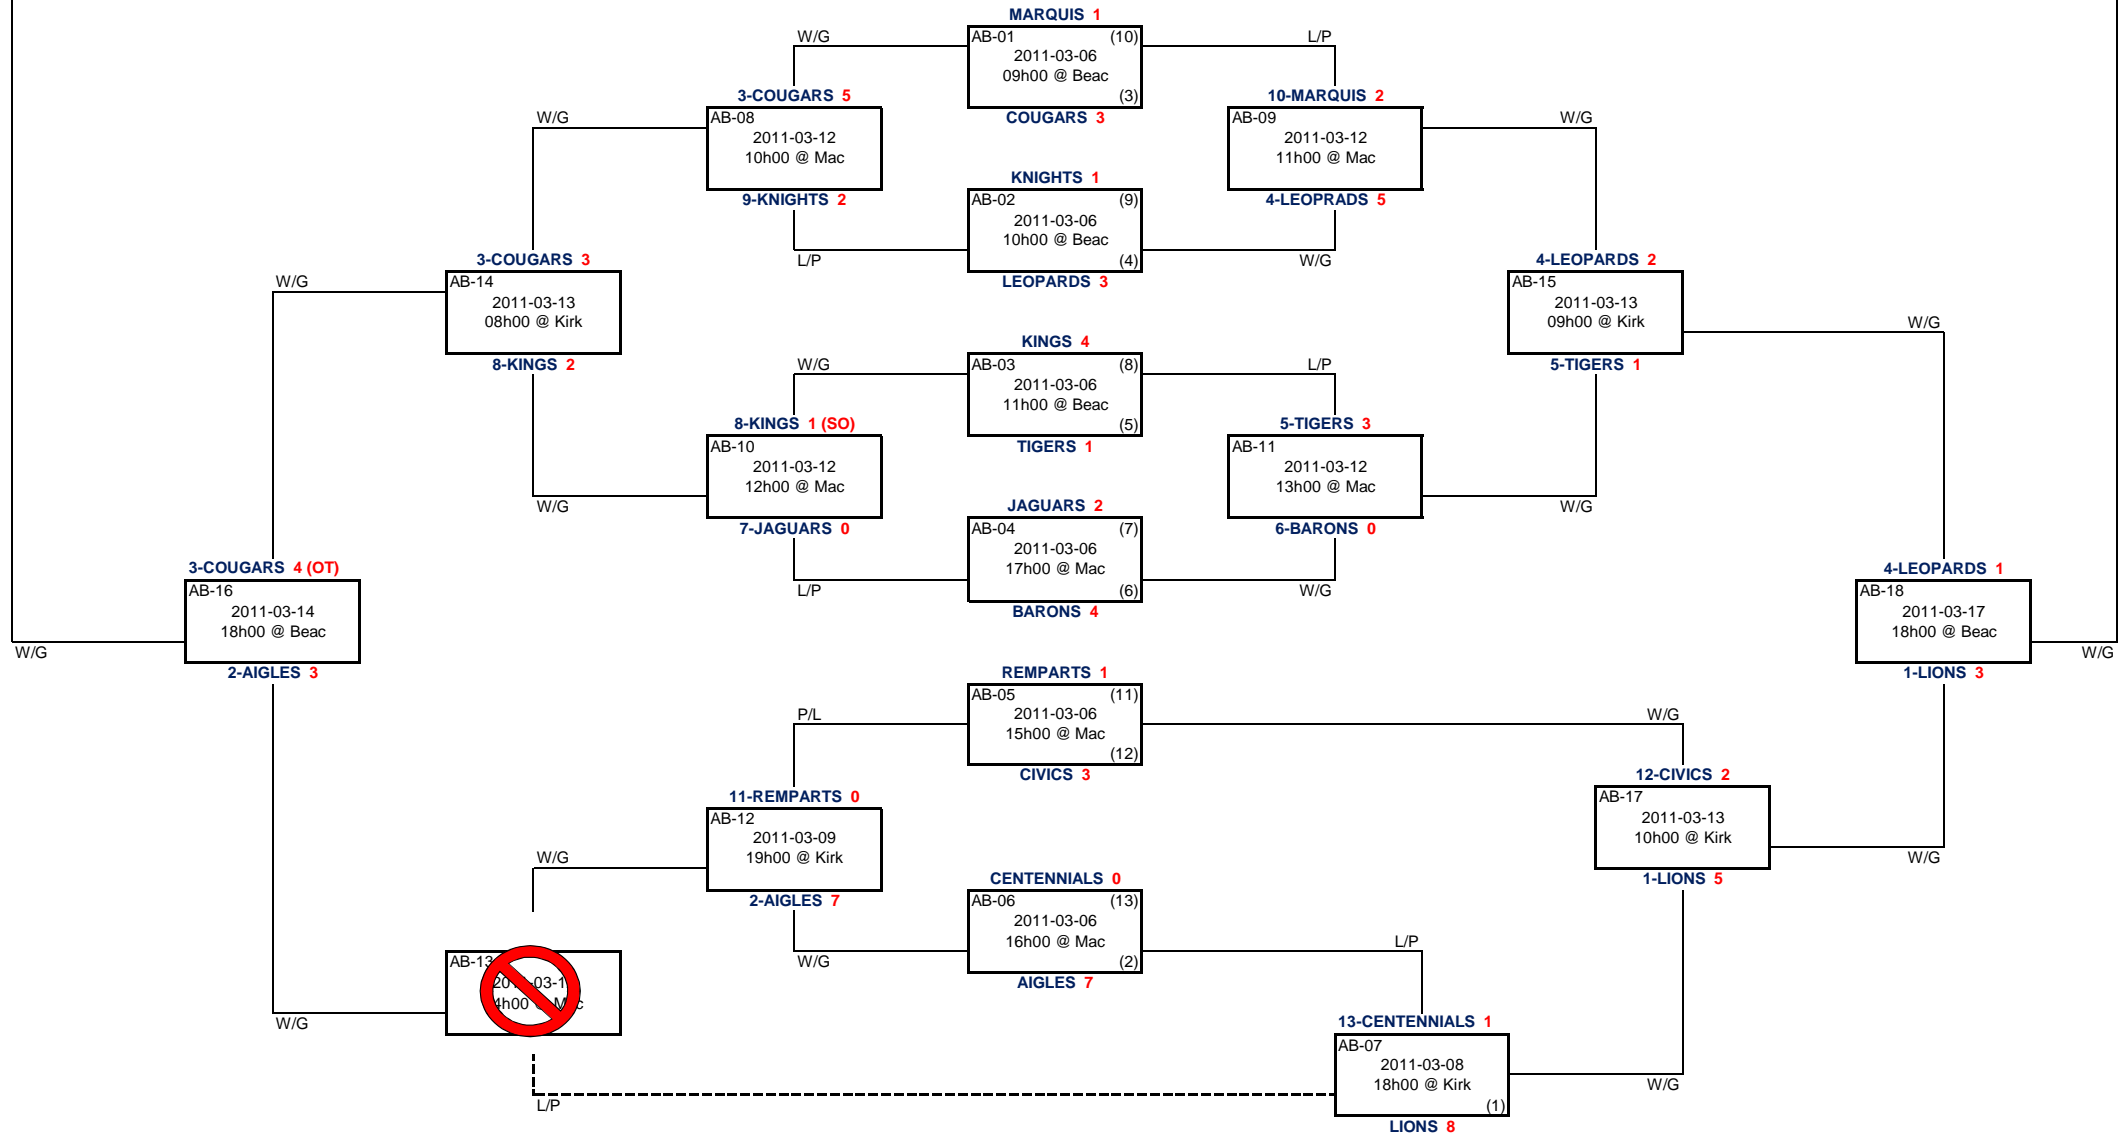 MARQUIS 1
W/G
AB-01 (10)
L/P
2011-03-06
09h00 @ Beac
(3)
COUGARS 3
3-COUGARS 5
W/G
AB-08
2011-03-12
10h00 @ Mac
9-KNIGHTS 2
10-MARQUIS 2
AB-09
2011-03-12
11h00 @ Mac
4-LEOPRADS 5
W/G
KNIGHTS 1
AB-02 (9)
2011-03-06
10h00 @ Beac
(4)
L/P
W/G
LEOPARDS 3
3-COUGARS 3
W/G
AB-14
2011-03-13
08h00 @ Kirk
8-KINGS 2
4-LEOPARDS 2
AB-15
2011-03-13
09h00 @ Kirk
5-TIGERS 1
W/G
KINGS 4
W/G
AB-03 (8)
L/P
2011-03-06
11h00 @ Beac
(5)
TIGERS 1
8-KINGS 1 (SO)
AB-10
2011-03-12
12h00 @ Mac
W/G
7-JAGUARS 0
5-TIGERS 3
AB-11
2011-03-12
13h00 @ Mac
W/G
6-BARONS 0
JAGUARS 2
AB-04 (7)
2011-03-06
17h00 @ Mac
(6)
L/P
W/G
BARONS 4
3-COUGARS 4 (OT)
AB-16
2011-03-14
18h00 @ Beac
W/G
2-AIGLES 3
4-LEOPARDS 1
AB-18
2011-03-17
18h00 @ Beac
W/G
1-LIONS 3
REMPARTS 1
AB-05 (11)
P/L
W/G
2011-03-06
15h00 @ Mac
(12)
CIVICS 3
11-REMPARTS 0
AB-12
2011-03-09
19h00 @ Kirk
W/G
2-AIGLES 7
12-CIVICS 2
AB-17
2011-03-13
10h00 @ Kirk
W/G
1-LIONS 5
CENTENNIALS 0
AB-06 (13)
2011-03-06
16h00 @ Mac
L/P
W/G
(2)
AIGLES 7
AB-13
W/G
13-CENTENNIALS 1
AB-07
2011-03-08
18h00 @ Kirk
W/G
L/P
(1)
LIONS 8